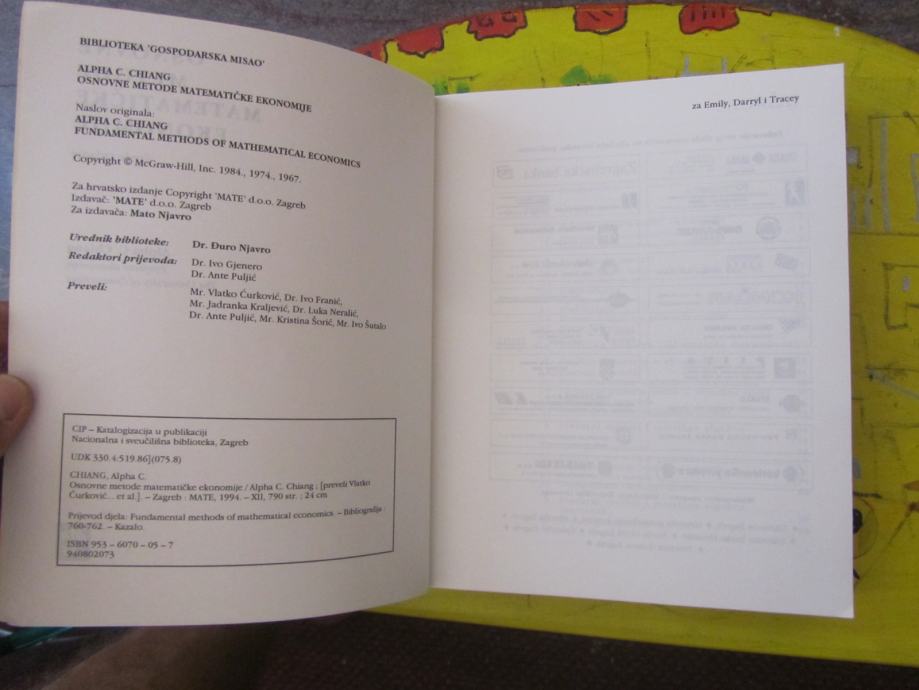 BIBLIOTEKA 'GOSPODARSKA MISAO'
ALPHA C. CHIANG
OSNOVNE METODE MATEMATIČKE EKONOMIJE
Naslov originala:
ALPHA C. CHIANG
FUNDAMENTAL METHODS OF MATHEMATICAL ECONOMICS
Copyright © McGraw-Hill, Inc. 1984., 1974., 1967.
Za hrvatsko izdanje Copyright 'MATE' d.o.o. Zagreb
Izdavač: 'MATE' d.o.o. Zagreb
Za izdavača: Mato Njavro
Urednik biblioteke: Dr. Đuro Njavro
Redaktori prijevoda: Dr. Ivo Gjenero
Dr. Ante Puljić
Preveli: Mr. Vlatko Ćurković, Dr. Ivo Franić,
Mr. Jadranka Kraljević, Dr. Luka Neralić,
Dr. Ante Puljić, Mr. Kristina Šorić, Mr. Ivo Šutalo
CIP – Katalogizacija u publikaciji
Nacionalna i sveučilišna biblioteka, Zagreb
UDK 330.4.519.86](075.8)
CHIANG, Alpha C.
Osnovne metode matematičke ekonomije / Alpha C. Chiang ; [preveli Vlatko
Ćurković... et al.]. – Zagreb : MATE, 1994. – XII, 790 str. ; 24 cm
Prijevod djela: Fundamental methods of mathematical economics. – Bibliografija :
760-762. – Kazalo.
ISBN 953 – 6070 – 05 – 7
940802073
za Emily, Darryl i Tracey